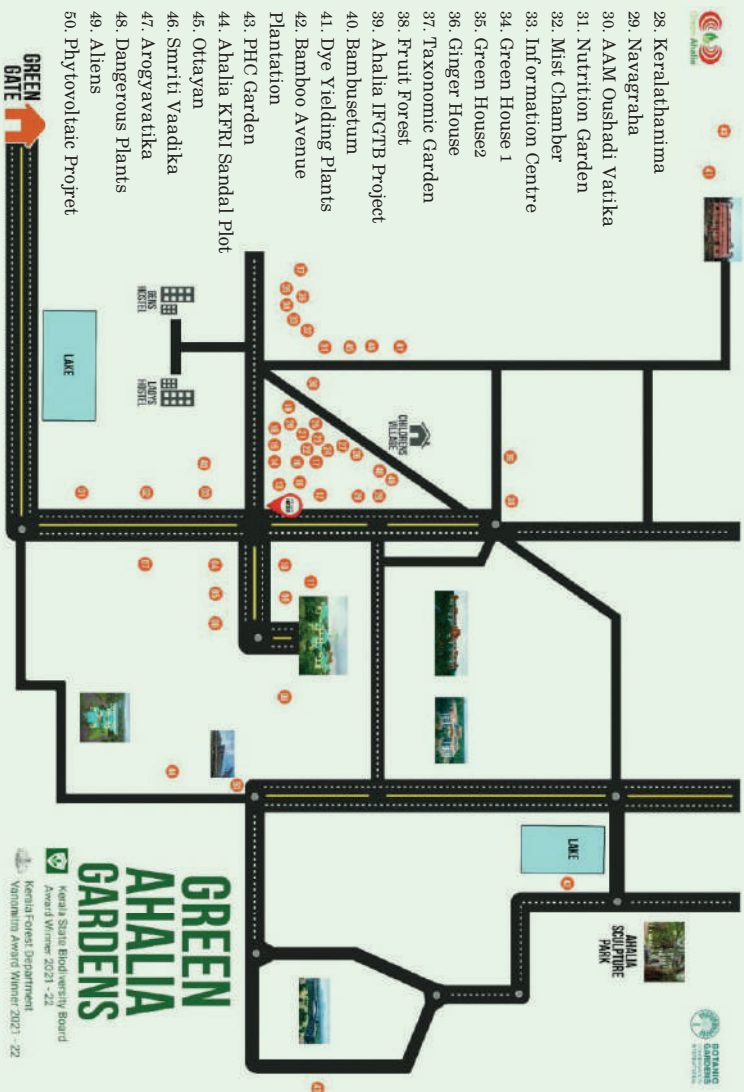 Green Ahalia
28. Keralathanima
29. Navagraha
30. AAM Oushadi Vatika
31. Nutrition Garden
32. Mist Chamber
33. Information Centre
34. Green House 1
35. Green House2
36. Ginger House
37. Taxonomic Garden
38. Fruit Forest
39. Ahalia IFGTB Project
40. Bambusetum
41. Dye Yielding Plants
42. Bamboo Avenue
Plantation
43. PHC Garden
44. Ahalia KFRI Sandal Plot
45. Ottayan
46. Smriti Vaadika
47. Arogyavatika
48. Dangerous Plants
49. Aliens
50. Phytovoltaic Projret
GREEN
GATE
LAKE
HOSTEL
LADYS
HOSTEL
CHILDRENS
VILLAGE
LAKE
AHALIA
SCULPTURE
PARK
BOTANIC
GARDENS
GREEN
AHALIA
GARDENS
Kerala State Biodiversity Board
Award Winner 2021 - 22
Kerala Forest Department
Vanamitra Award Winner 2021 - 22